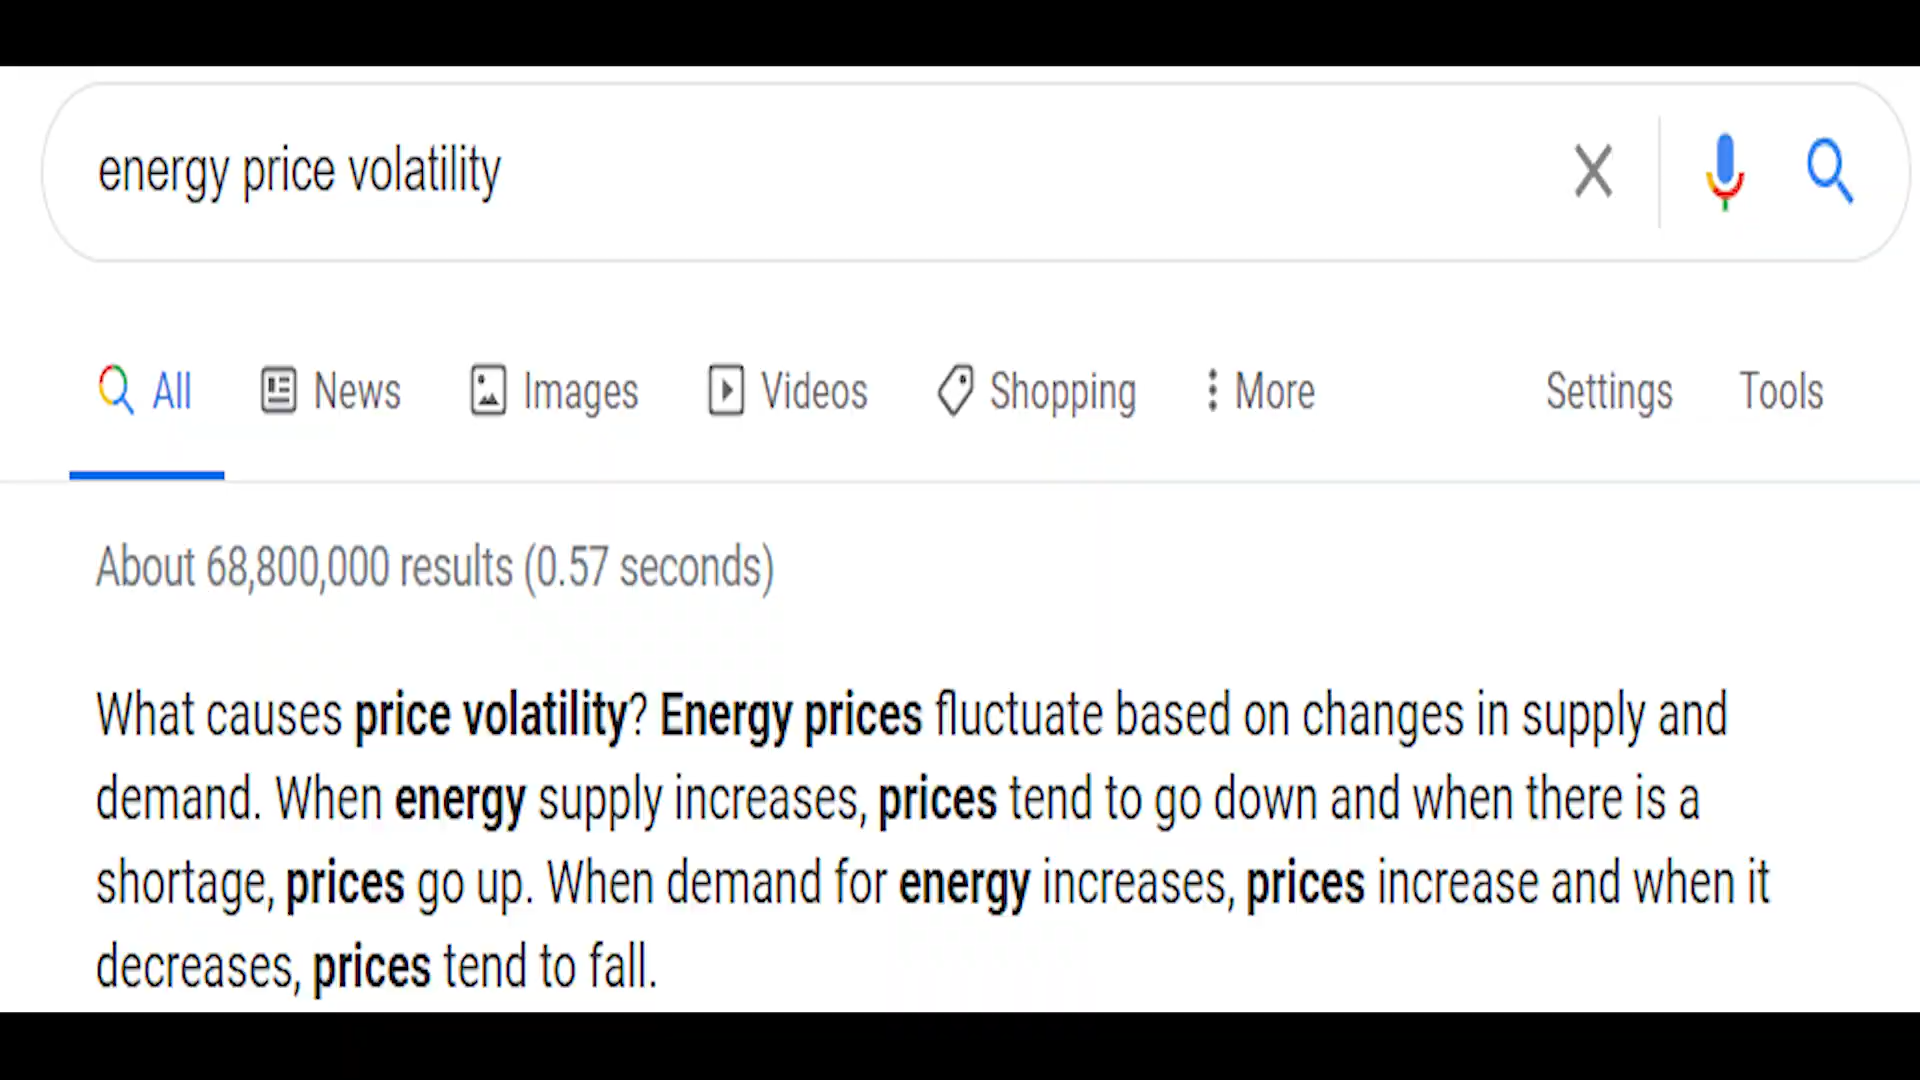 energy price volatility
All News Images Videos Shopping More Settings Tools
About 68,800,000 results (0.57 seconds)
What causes price volatility? Energy prices fluctuate based on changes in supply and
demand. When energy supply increases, prices tend to go down and when there is a
shortage, prices go up. When demand for energy increases, prices increase and when it
decreases, prices tend to fall.